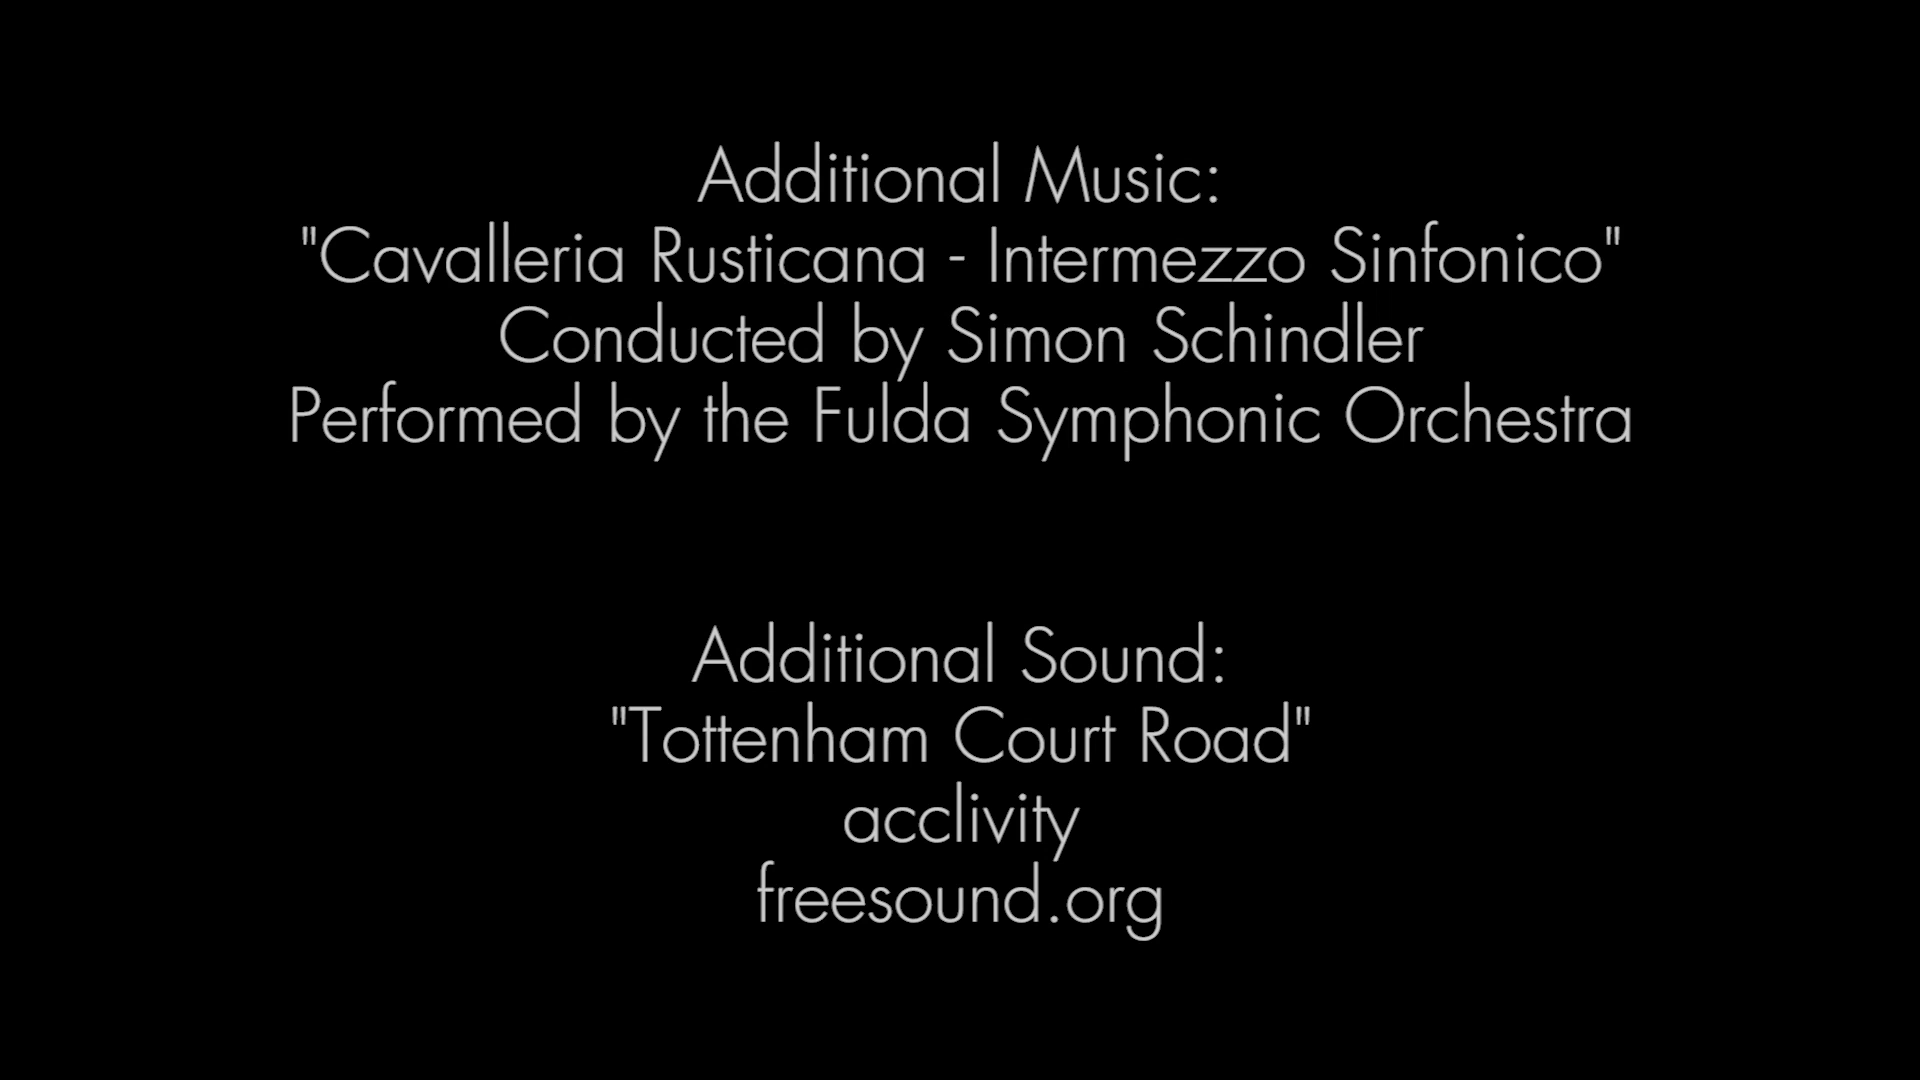 Additional Music:
"Cavalleria Rusticana - Intermezzo Sinfonico"
Conducted by Simon Schindler
Performed by the Fulda Symphonic Orchestra
Additional Sound:
"Tottenham Court Road"
acclivity
freesound.org